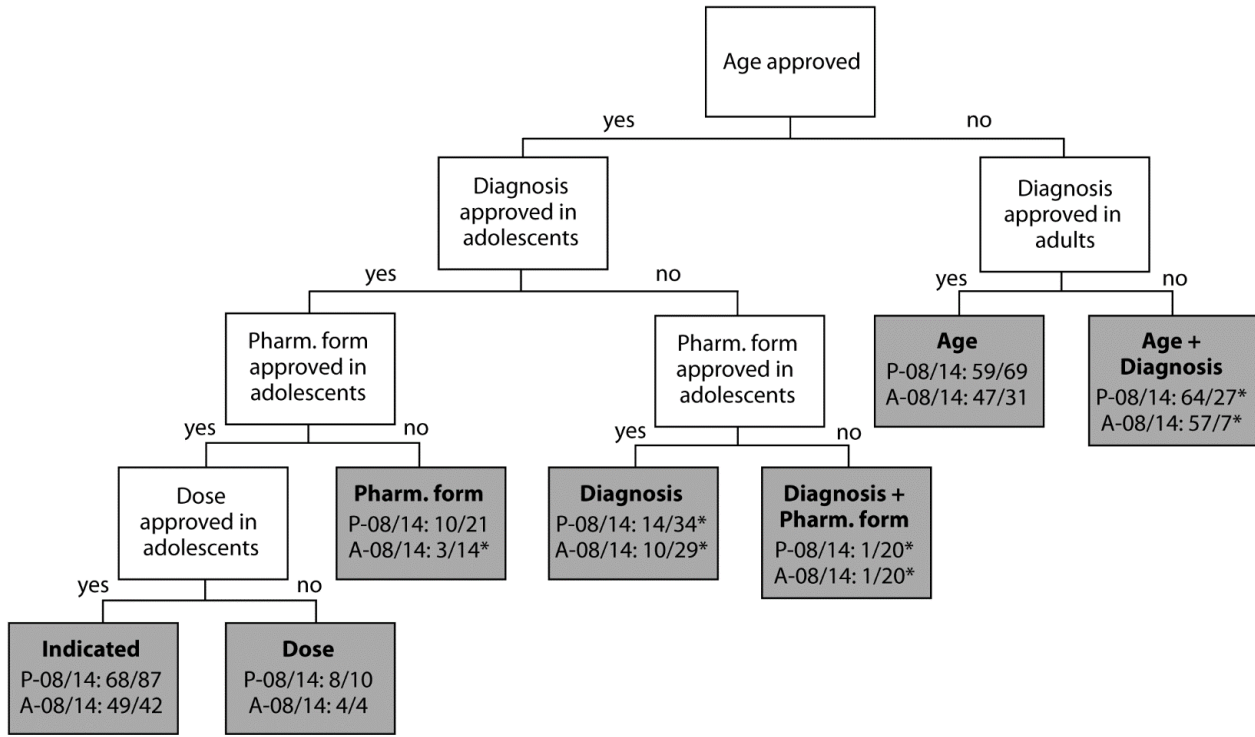 Age approved
yes
no
Diagnosis
approved in
adolescents
Diagnosis
approved in
adults
yes
no
yes
no
Pharm. form
approved in
adolescents
Pharm. form
approved in
adolescents
Age
P-08/14: 59/69
A-08/14: 47/31
Age +
Diagnosis
P-08/14: 64/27*
A-08/14: 57/7*
yes
no
yes
no
Dose
approved in
adolescents
Pharm. form
P-08/14: 10/21
A-08/14: 3/14*
Diagnosis
P-08/14: 14/34*
A-08/14: 10/29*
Diagnosis +
Pharm. form
P-08/14: 1/20*
A-08/14: 1/20*
yes
no
Indicated
P-08/14: 68/87
A-08/14: 49/42
Dose
P-08/14: 8/10
A-08/14: 4/4